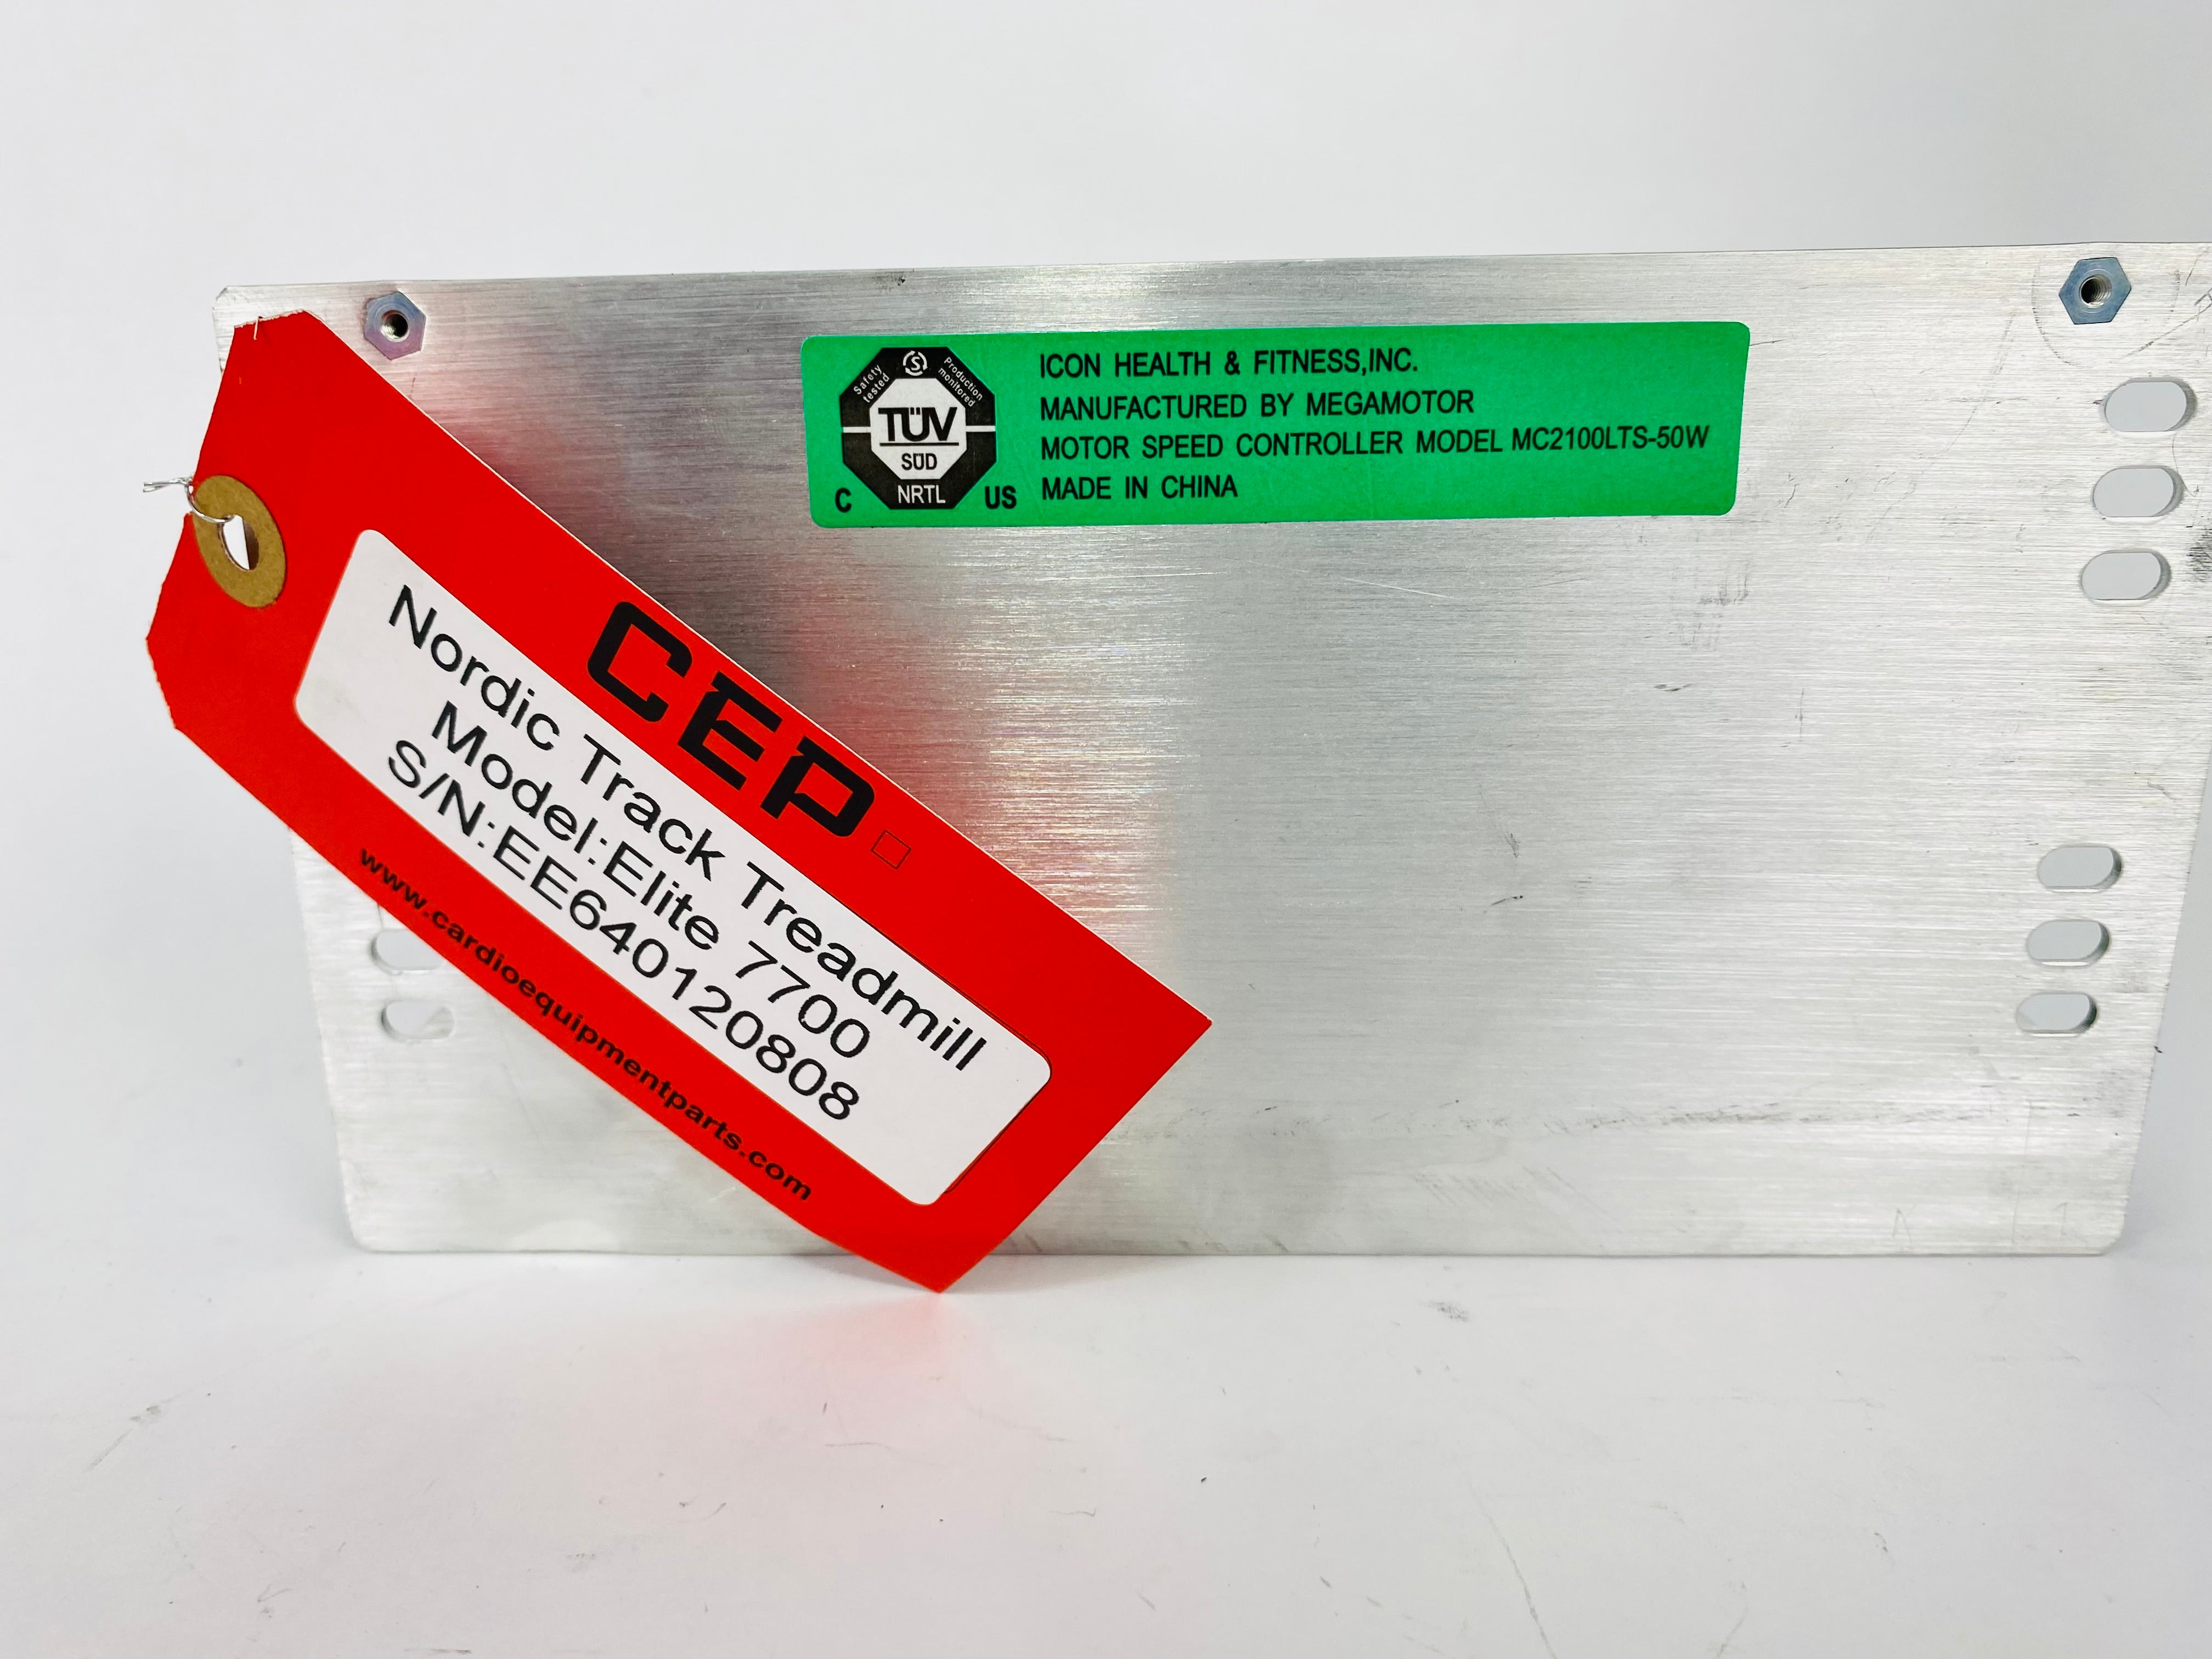 Safety tested
Production monitored
TÜV
SÜD
NRTL
C
US
ICON HEALTH & FITNESS,INC.
MANUFACTURED BY MEGAMOTOR
MOTOR SPEED CONTROLLER MODEL MC2100LTS-50W
MADE IN CHINA
CEP
Nordic Track Treadmill
Model:Elite 7700
S/N:EE640120808
www.cardioequipmentparts.com